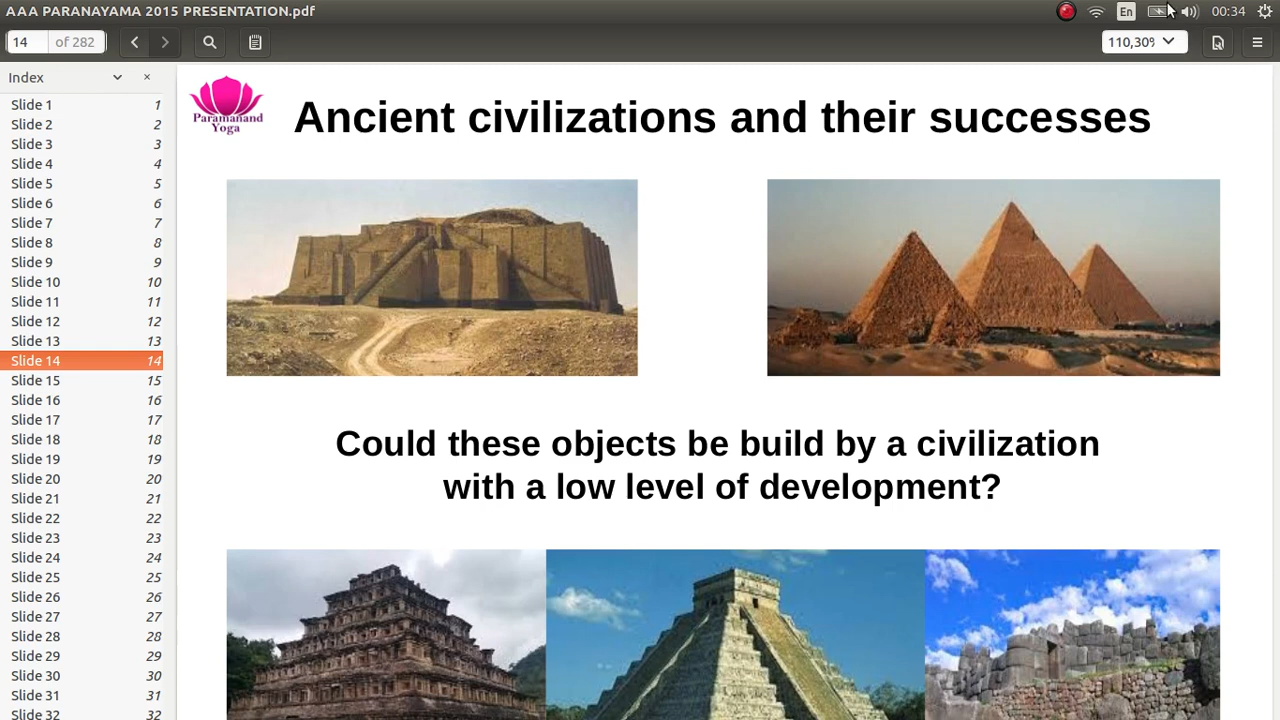 AAA PARANAYAMA 2015 PRESENTATION.pdf
En
00:34
14 of 282
110,30%
Index
Slide 1 1
Slide 2 2
Slide 3 3
Slide 4 4
Slide 5 5
Slide 6 6
Slide 7 7
Slide 8 8
Slide 9 9
Slide 10 10
Slide 11 11
Slide 12 12
Slide 13 13
Slide 14 14
Slide 15 15
Slide 16 16
Slide 17 17
Slide 18 18
Slide 19 19
Slide 20 20
Slide 21 21
Slide 22 22
Slide 23 23
Slide 24 24
Slide 25 25
Slide 26 26
Slide 27 27
Slide 28 28
Slide 29 29
Slide 30 30
Slide 31 31
Slide 32 32
Paramanand
Yoga
Ancient civilizations and their successes
Could these objects be build by a civilization
with a low level of development?